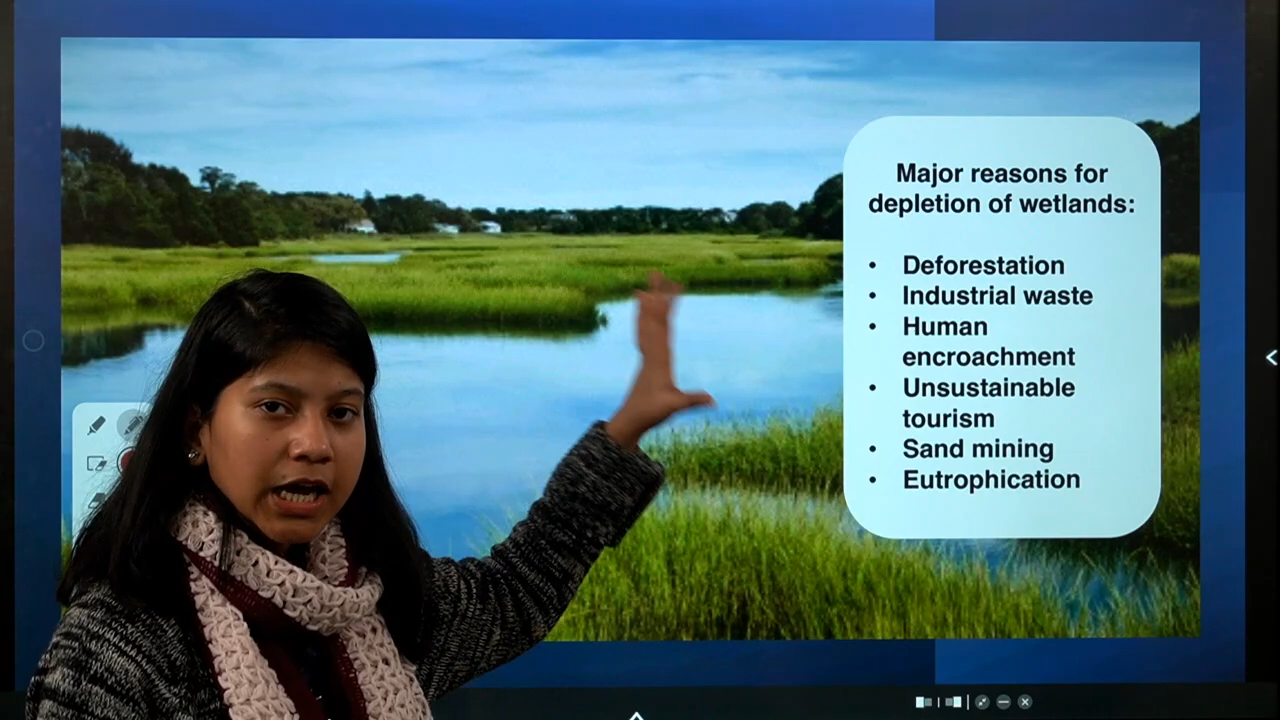 Major reasons for
depletion of wetlands:
• Deforestation
• Industrial waste
• Human
encroachment
• Unsustainable
tourism
• Sand mining
• Eutrophication